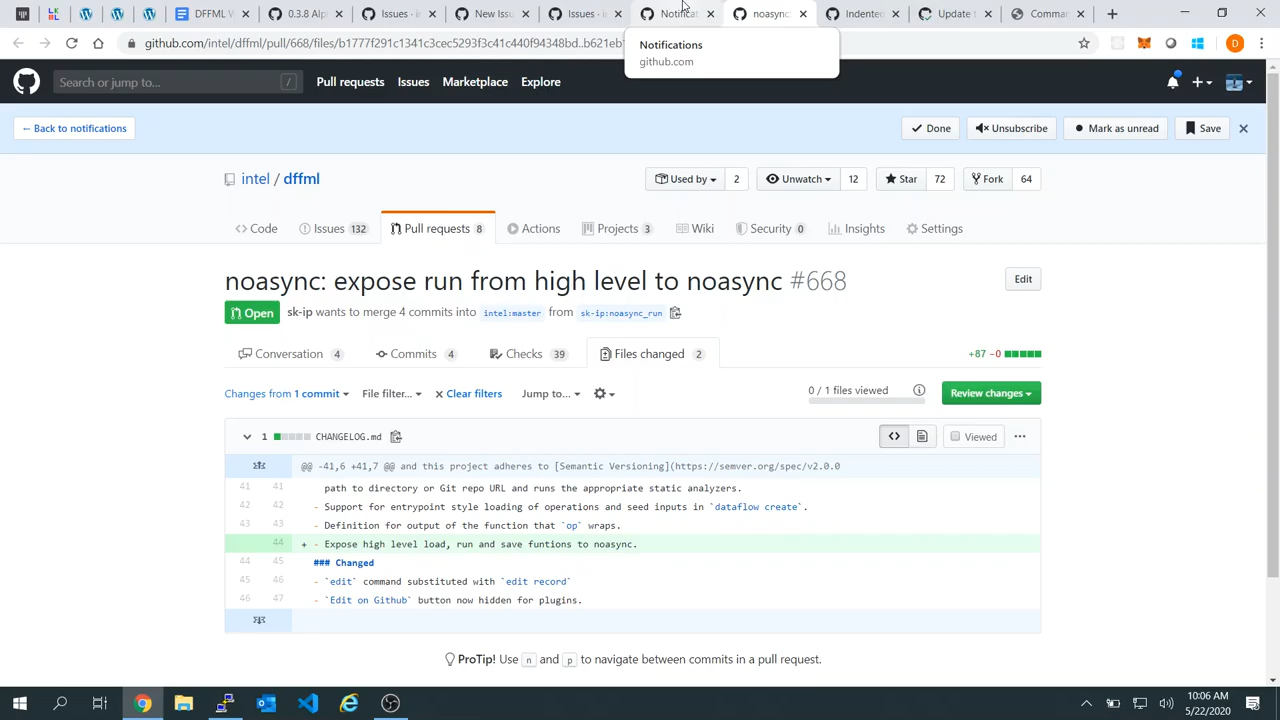 DFFML W
0.3.8 Alp
Issues · i
New Issu
Issues · i
Notificat
noasync:
Indented
Update t
Comman
github.com/intel/dffml/pull/668/files/b1777f291c1341c3cec5293f3c41c440f94348bd..b621eb1
D
Notifications
github.com
Search or jump to...
/
Pull requests
Issues
Marketplace
Explore
← Back to notifications
Done
Unsubscribe
Mark as unread
Save
intel / dffml
Used by
2
Unwatch
12
Star
72
Fork
64
Code
Issues 132
Pull requests 8
Actions
Projects 3
Wiki
Security 0
Insights
Settings
noasync: expose run from high level to noasync #668
Edit
Open
sk-ip wants to merge 4 commits into intel:master from sk-ip:noasync_run
Conversation 4
Commits 4
Checks 39
Files changed 2
+87 −0
Changes from 1 commit
File filter...
× Clear filters
Jump to...
0 / 1 files viewed
Review changes
1
CHANGELOG.md
<>
Viewed
...
@@ -41,6 +41,7 @@ and this project adheres to [Semantic Versioning](https://semver.org/spec/v2.0.0
41 41 path to directory or Git repo URL and runs the appropriate static analyzers.
42 42 - Support for entrypoint style loading of operations and seed inputs in `dataflow create`.
43 43 - Definition for output of the function that `op` wraps.
44 + - Expose high level load, run and save funtions to noasync.
44 45 ### Changed
45 46 - `edit` command substituted with `edit record`
46 47 - `Edit on Github` button now hidden for plugins.
ProTip! Use n and p to navigate between commits in a pull request.
10:06 AM
5/22/2020